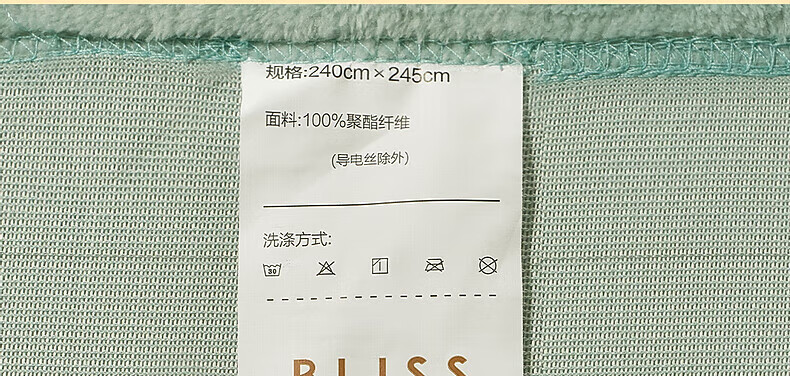 规格:240cm×245cm
面料:100%聚酯纤维
(导电丝除外)
洗涤方式:
30
BLISS